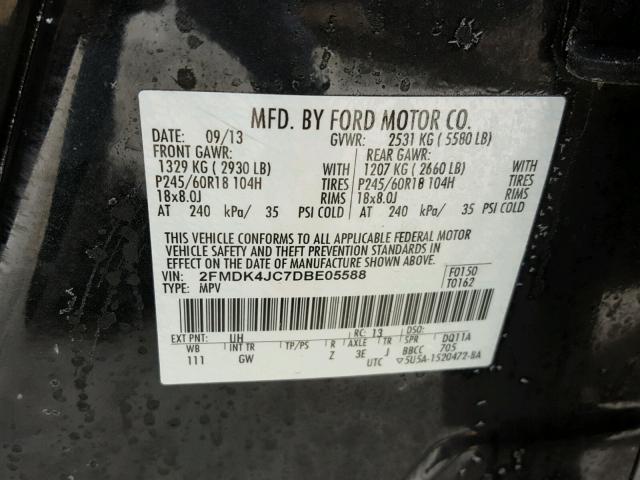 MFD. BY FORD MOTOR CO.
DATE: 09/13 GVWR: 2531 KG ( 5580 LB)
FRONT GAWR: REAR GAWR:
1329 KG ( 2930 LB) WITH 1207 KG ( 2660 LB) WITH
P245/60R18 104H TIRES P245/60R18 104H TIRES
18x8.0J RIMS 18x8.0J RIMS
AT 240 kPa/ 35 PSI COLD AT 240 kPa/ 35 PSI COLD
THIS VEHICLE CONFORMS TO ALL APPLICABLE FEDERAL MOTOR
VEHICLE SAFETY AND THEFT PREVENTION STANDARDS IN
EFFECT ON THE DATE OF MANUFACTURE SHOWN ABOVE.
VIN: 2FMDK4JC7DBE05588 F0150
TYPE: MPV T0162
EXT PNT: UH RC: 13 DSO:
WB INT TR TP/PS R AXLE TR SPR DQ11A
111 GW Z 3E J BBCC 705
UTC ▽5U5A-1520472-BA